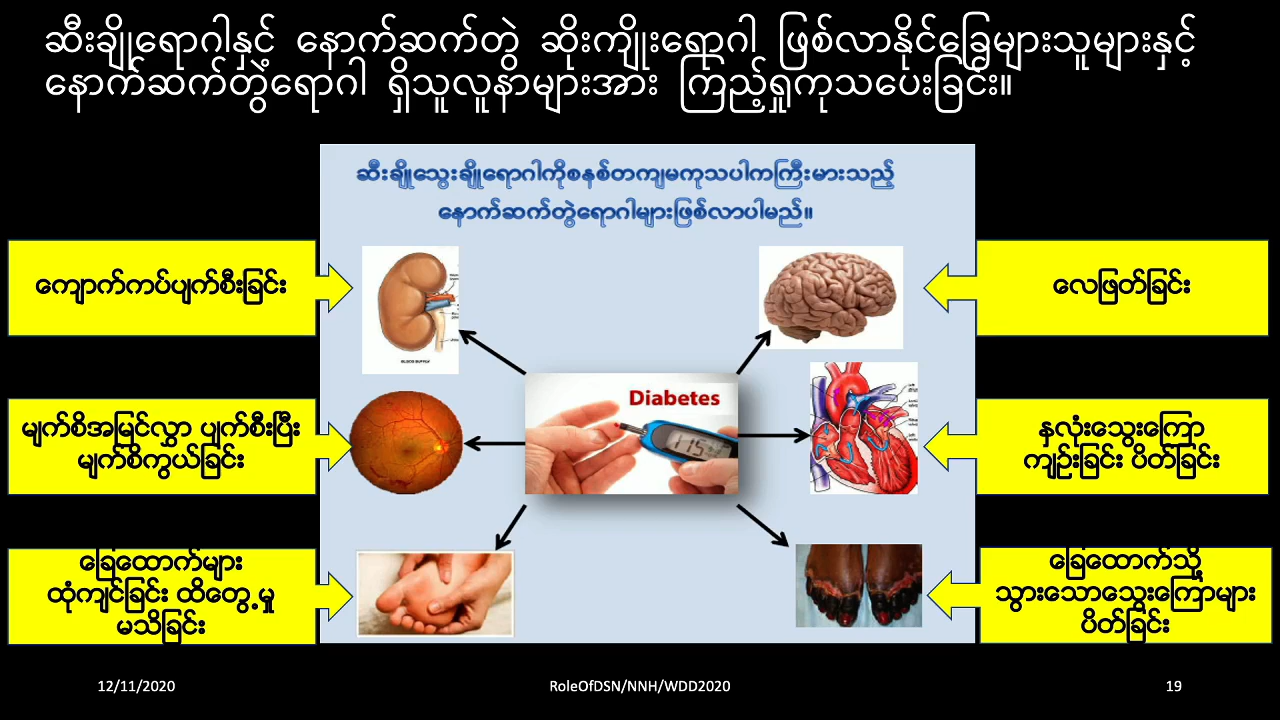 ဆီးချိုရောဂါနှင့် နောက်ဆက်တွဲ ဆိုးကျိုးရောဂါ ဖြစ်လာနိုင်ခြေများသူများနှင့်
နောက်ဆက်တွဲရောဂါ ရှိသူလူနာများအား ကြည့်ရှုကုသပေးခြင်း။
ဆီးချိုသွေးချိုရောဂါကိုစနစ်တကျမကုသပါကကြီးမားသည့်
နောက်ဆက်တွဲရောဂါများဖြစ်လာပါမည်။
ကျောက်ကပ်ပျက်စီးခြင်း
လေဖြတ်ခြင်း
BLOOD SUPPLY
Diabetes
115
မျက်စိအမြင်လွှာ ပျက်စီးပြီး
မျက်စိကွယ်ခြင်း
နှလုံးသွေးကြော
ကျဉ်းခြင်း ပိတ်ခြင်း
ခြေထောက်များ
ထုံကျင်ခြင်း ထိတွေ့မှု
မသိခြင်း
ခြေထောက်သို့
သွားသောသွေးကြောများ
ပိတ်ခြင်း
12/11/2020
RoleOfDSN/NNH/WDD2020
19